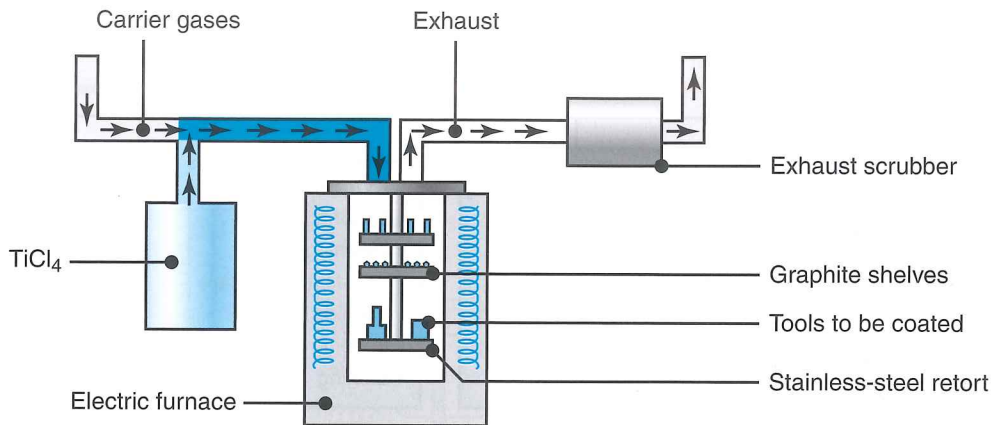 Carrier gases
Exhaust
Exhaust scrubber
TiCl₄
Graphite shelves
Tools to be coated
Stainless-steel retort
Electric furnace